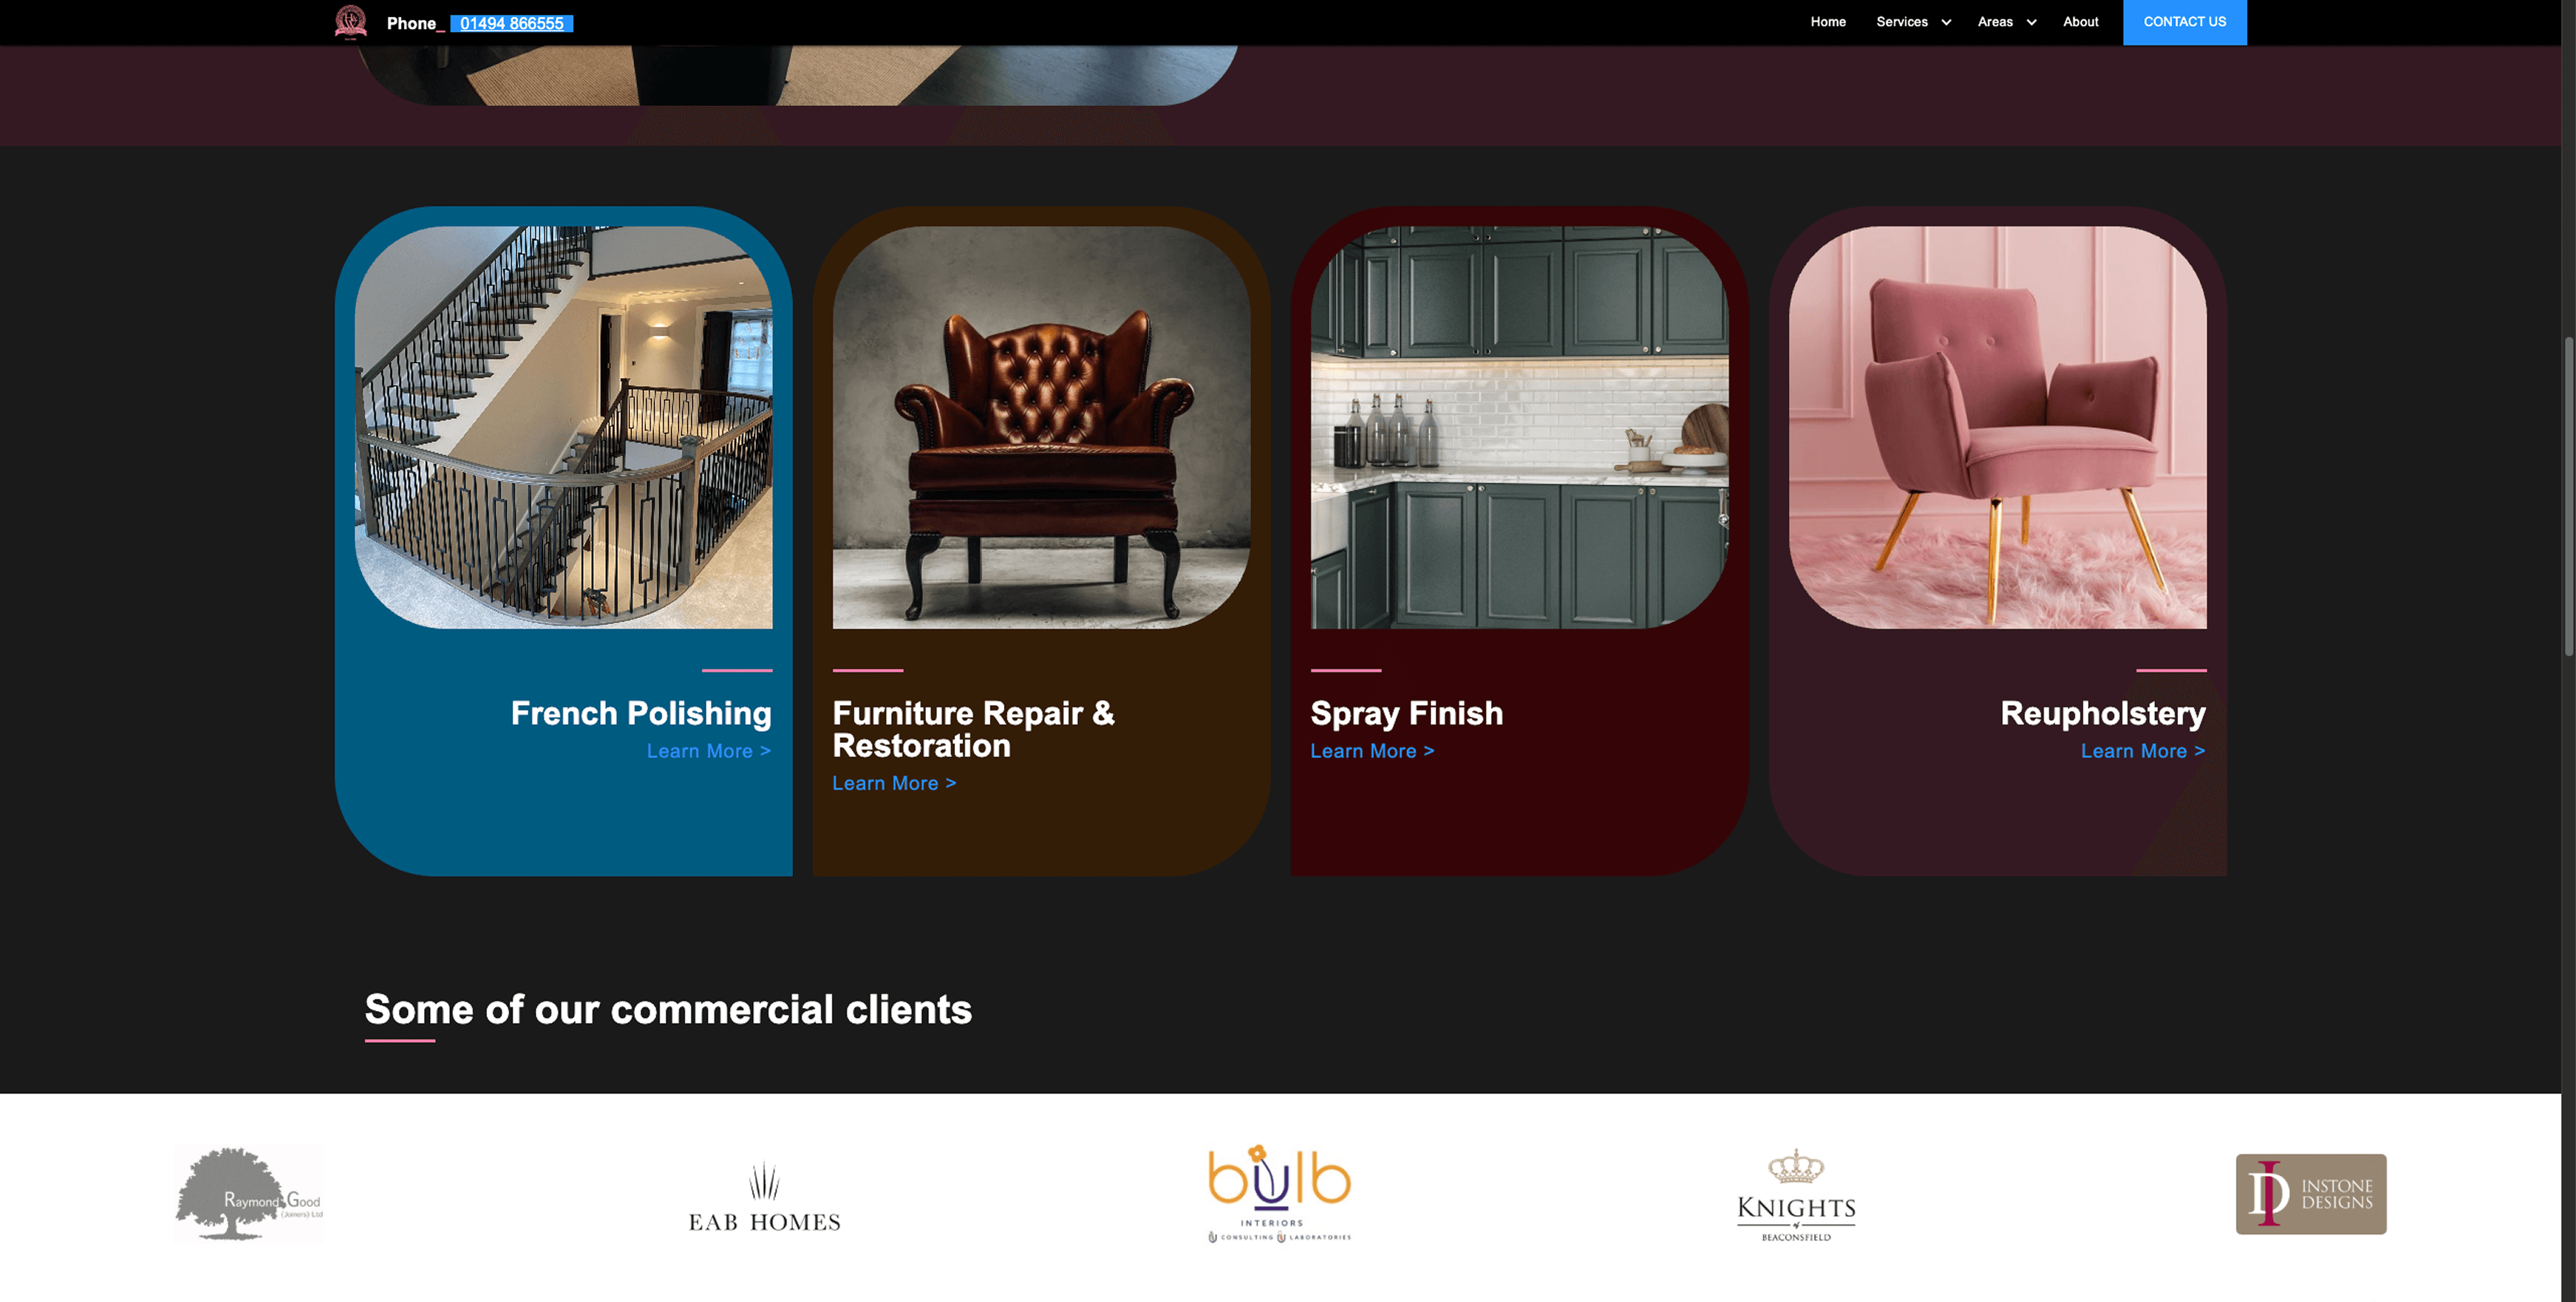 Phone_ 01494 866555
Home Services Areas About CONTACT US
French Polishing
Learn More >
Furniture Repair &
Restoration
Learn More >
Spray Finish
Learn More >
Reupholstery
Learn More >
Some of our commercial clients
Raymond Good
(Joiners) Ltd
EAB HOMES
bulb
INTERIORS
CONSULTING LABORATORIES
KNIGHTS
of
BEACONSFIELD
ID INSTONE
DESIGNS